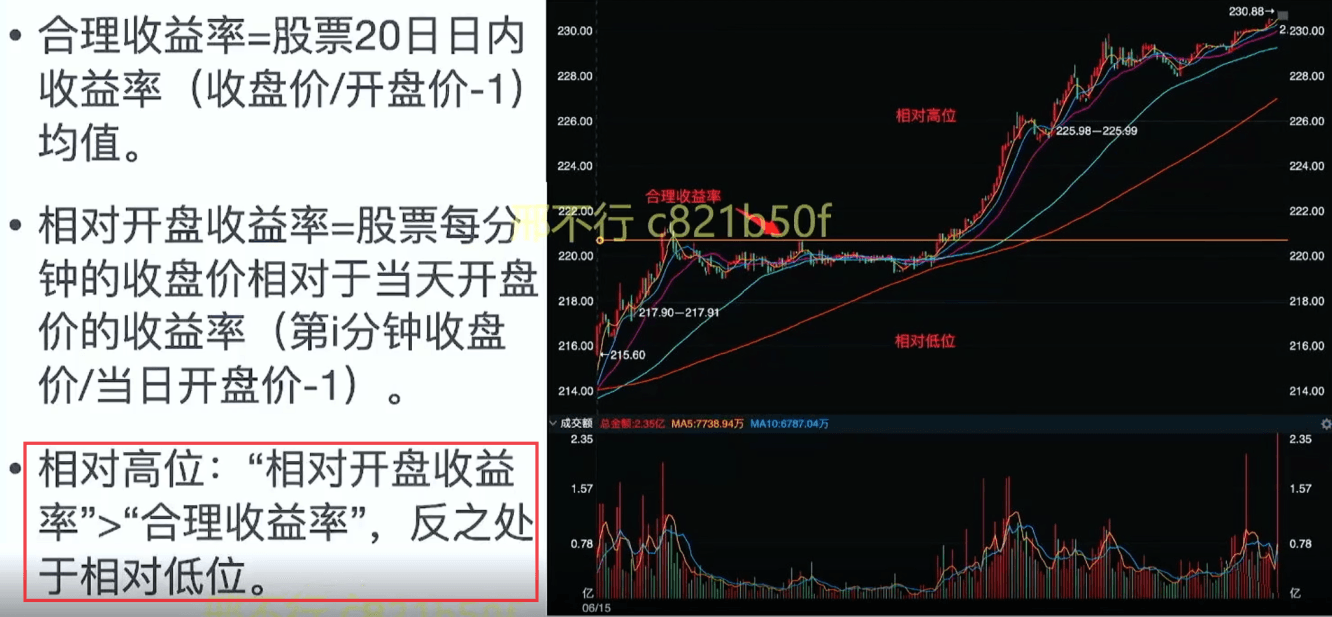 • 合理收益率=股票20日日内
收益率（收盘价/开盘价-1）
均值。
• 相对开盘收益率=股票每分
钟的收盘价相对于当天开盘
价的收益率（第i分钟收盘
价/当日开盘价-1）。
• 相对高位：“相对开盘收益
率”>“合理收益率”，反之处
于相对低位。
邢不行 c821b50f
邢不行 c821b50f
230.88→
230.00
2.230.00
228.00
228.00
226.00
相对高位
226.00
225.98—225.99
224.00
224.00
合理收益率
222.00
222.00
220.00
220.00
218.00
218.00
217.90—217.91
216.00
相对低位
216.00
←215.60
214.00
214.00
成交额 总金额:2.35亿 MA5:7738.94万 MA10:6787.04万
2.35
2.35
1.57
1.57
0.78
0.78
亿
亿
06/15